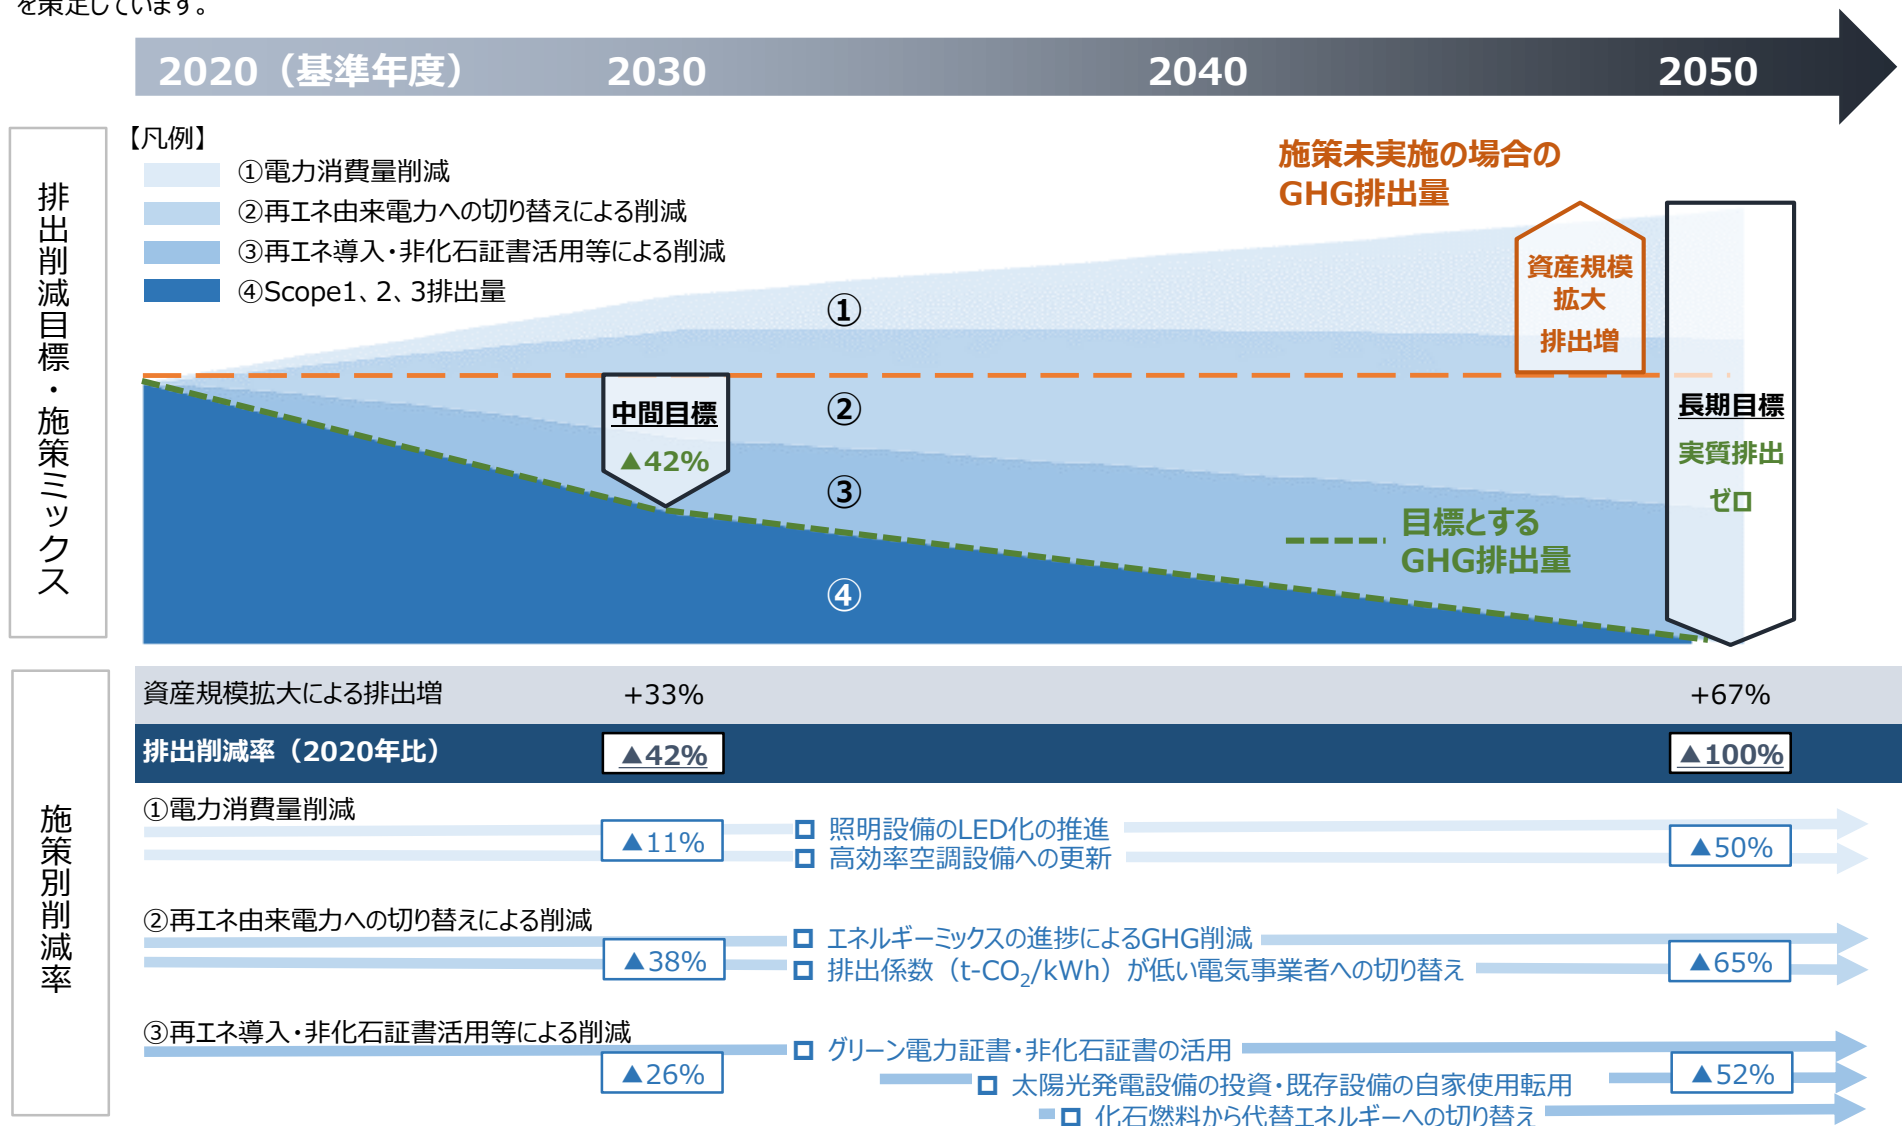 を策定しています。
2020（基準年度）
2030
2040
2050
排出削減目標・施策ミックス
【凡例】
①電力消費量削減
②再エネ由来電力への切り替えによる削減
③再エネ導入・非化石証書活用等による削減
④Scope1、2、3排出量
施策未実施の場合の
GHG排出量
資産規模
拡大
排出増
①
②
③
④
中間目標
▲42%
長期目標
実質排出
ゼロ
目標とする
GHG排出量
施策別削減率
資産規模拡大による排出増 +33% +67%
排出削減率（2020年比） ▲42% ▲100%
①電力消費量削減
▲11%
照明設備のLED化の推進
高効率空調設備への更新
▲50%
②再エネ由来電力への切り替えによる削減
▲38%
エネルギーミックスの進捗によるGHG削減
排出係数（t-CO₂/kWh）が低い電気事業者への切り替え
▲65%
③再エネ導入・非化石証書活用等による削減
▲26%
グリーン電力証書・非化石証書の活用
太陽光発電設備の投資・既存設備の自家使用転用
化石燃料から代替エネルギーへの切り替え
▲52%